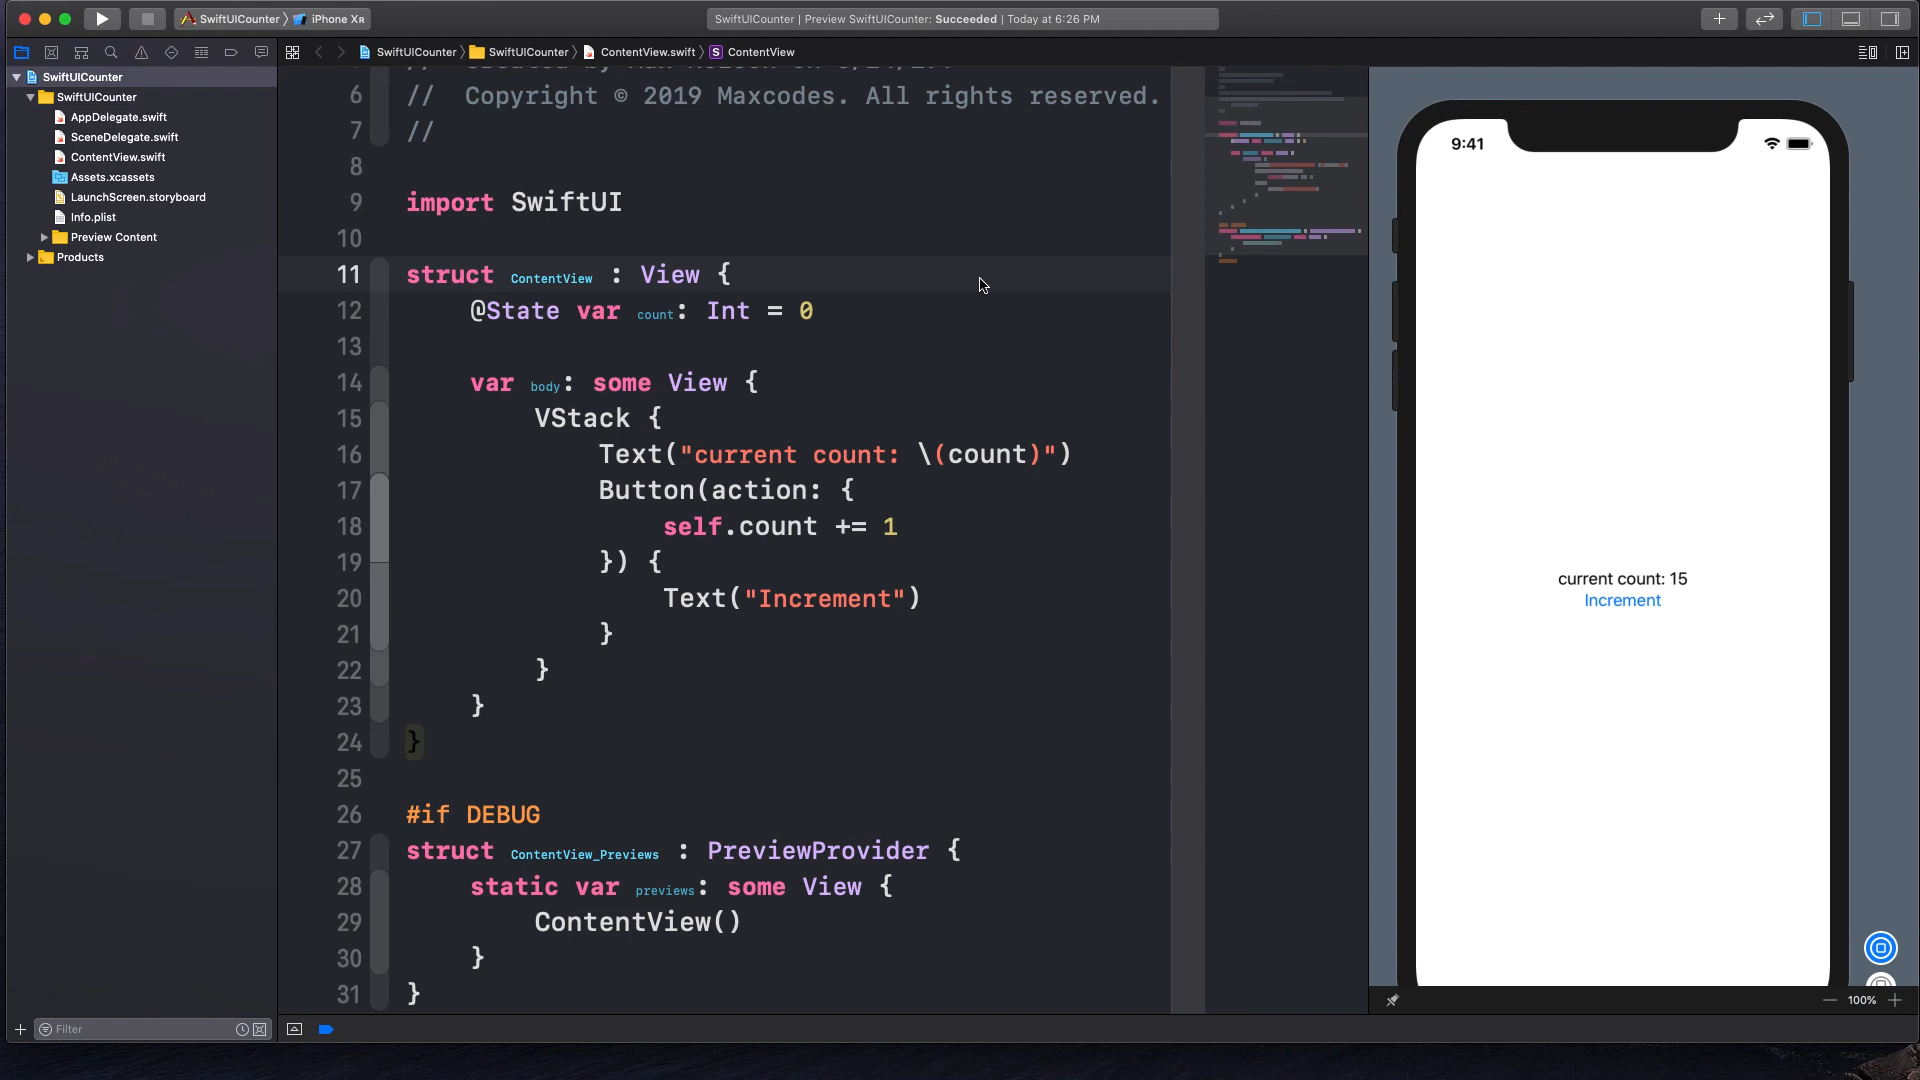 SwiftUICounter
iPhone XR
SwiftUICounter | Preview SwiftUICounter: Succeeded | Today at 6:26 PM
SwiftUICounter
SwiftUICounter
ContentView.swift
S ContentView
SwiftUICounter
SwiftUICounter
AppDelegate.swift
SceneDelegate.swift
ContentView.swift
Assets.xcassets
LaunchScreen.storyboard
Info.plist
Preview Content
Products
Filter
6 // Copyright © 2019 Maxcodes. All rights reserved.
7 //
8
9 import SwiftUI
10
11 struct ContentView : View {
12 @State var count: Int = 0
13
14 var body: some View {
15 VStack {
16 Text("current count: \(count)")
17 Button(action: {
18 self.count += 1
19 }) {
20 Text("Increment")
21 }
22 }
23 }
24 }
25
26 #if DEBUG
27 struct ContentView_Previews : PreviewProvider {
28 static var previews: some View {
29 ContentView()
30 }
31 }
9:41
current count: 15
Increment
100%